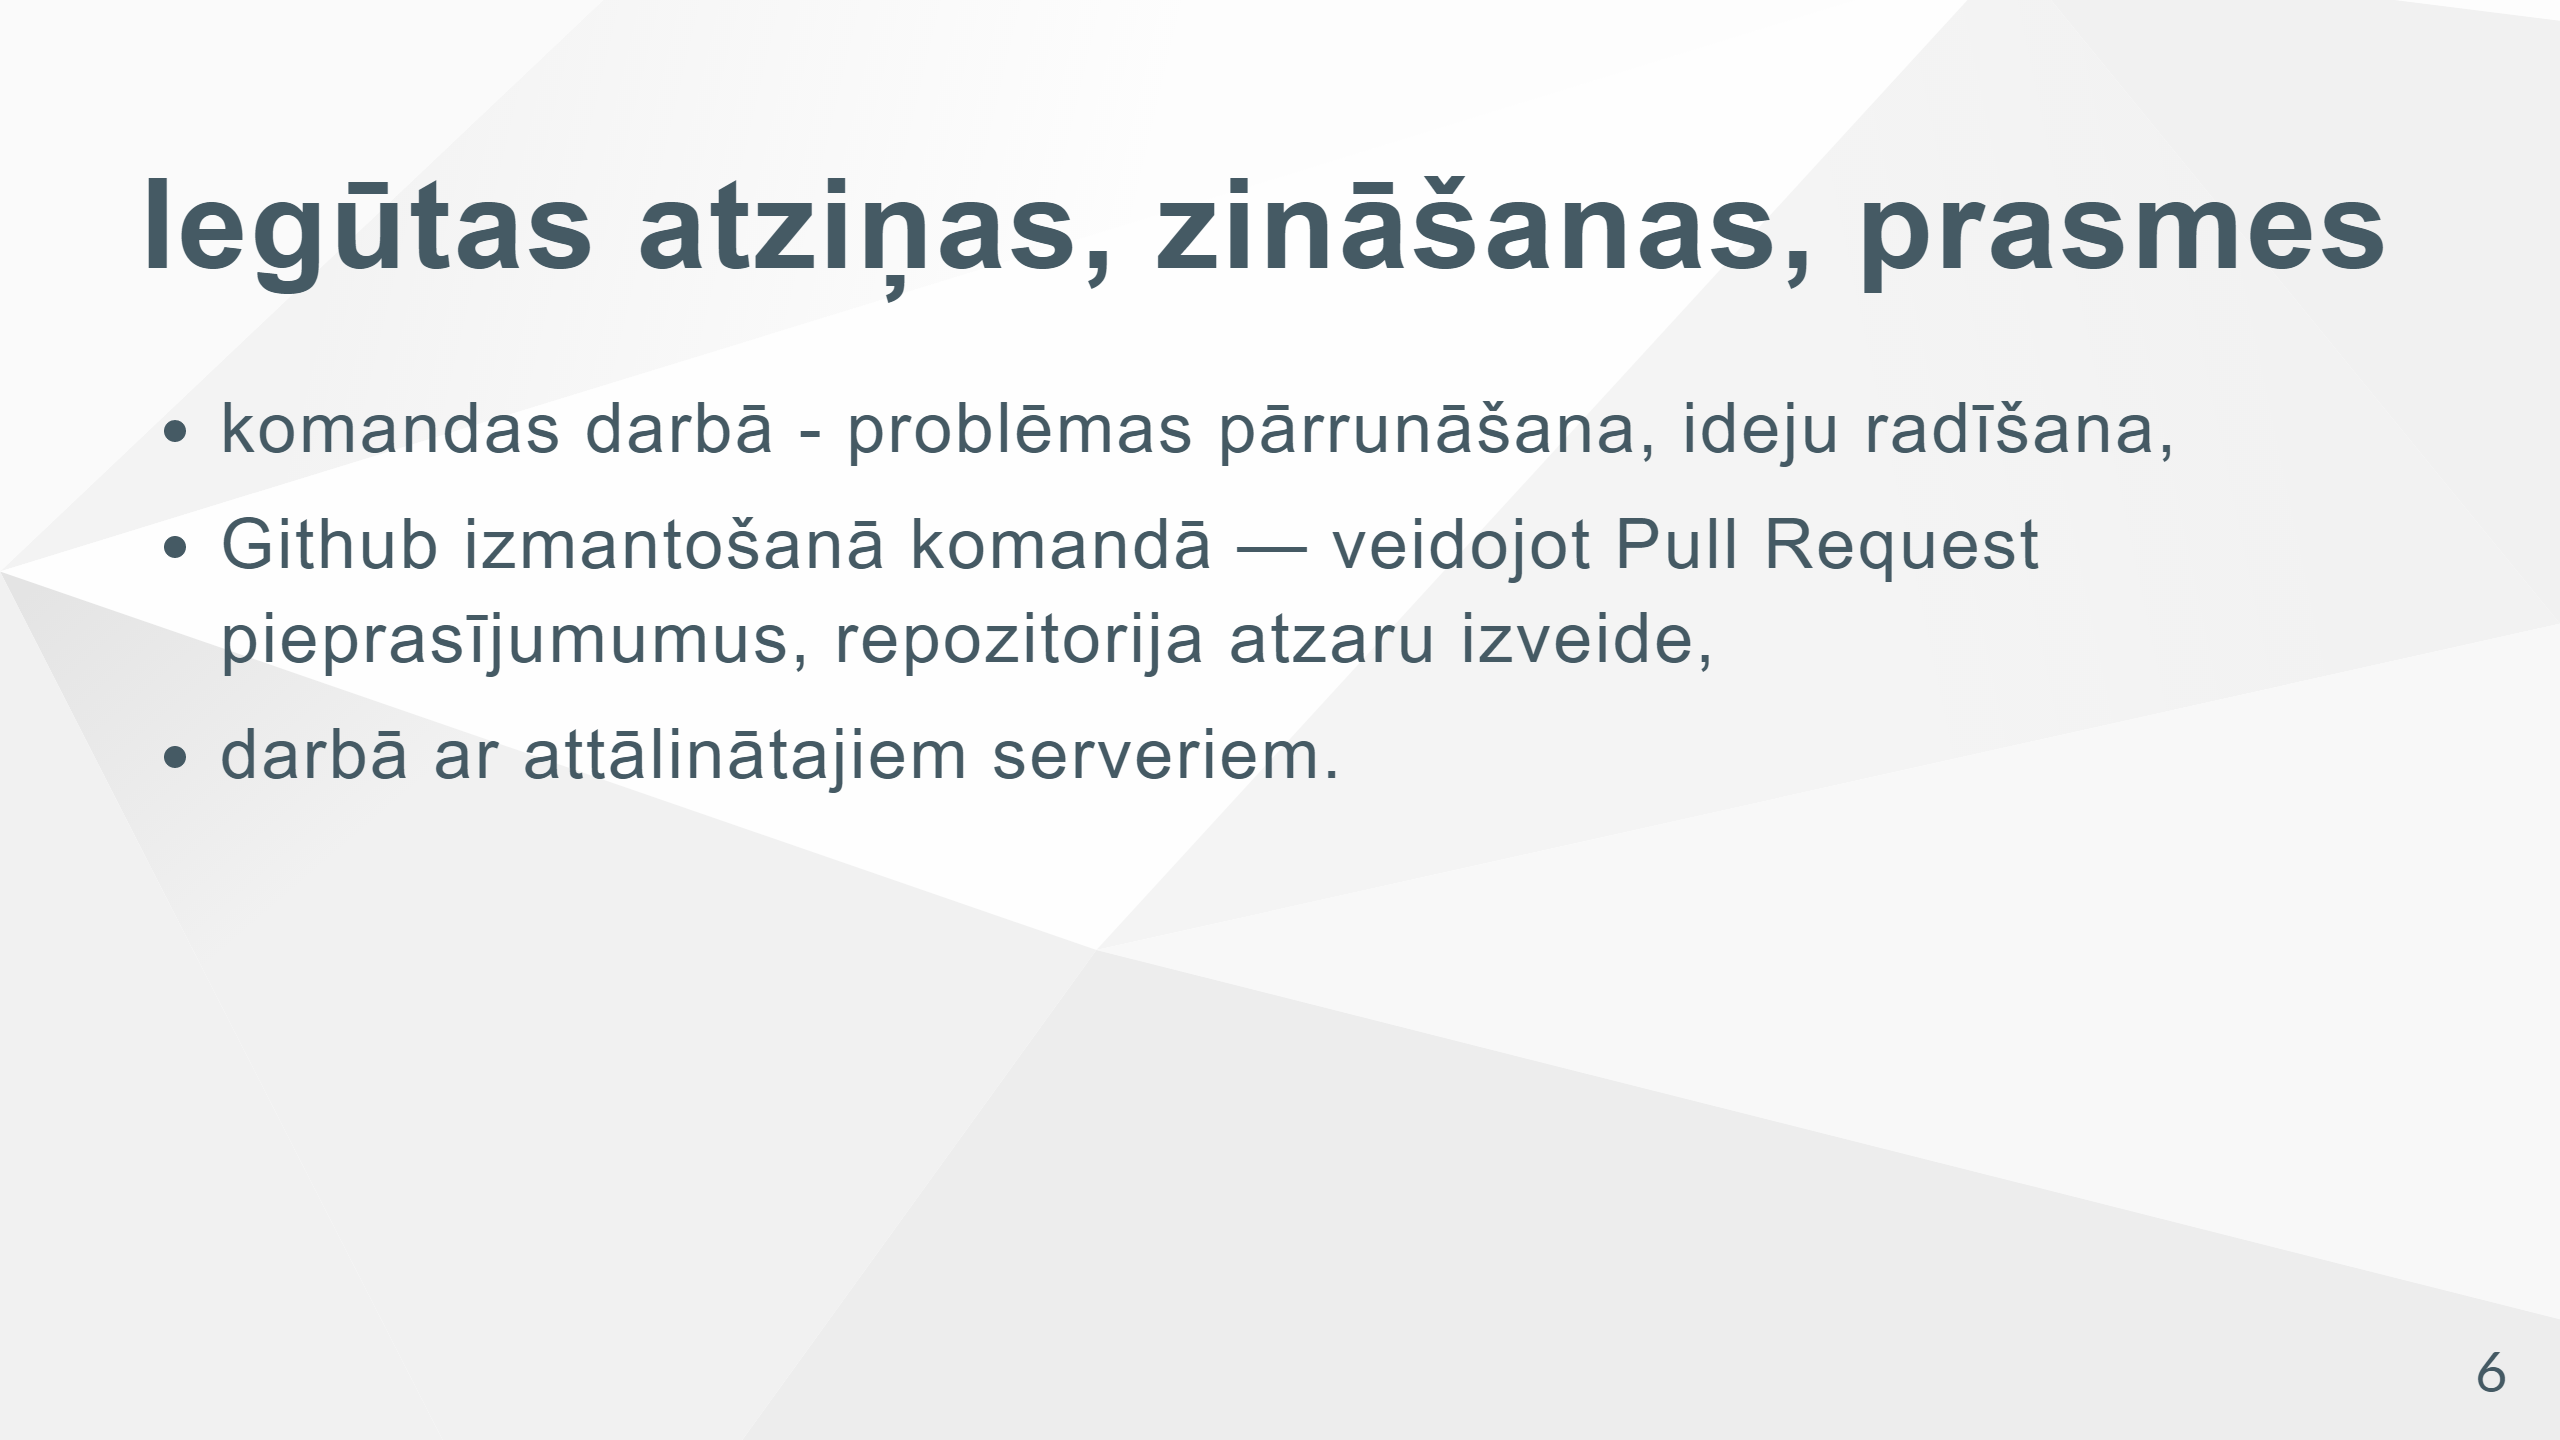 Iegūtas atziņas, zināšanas, prasmes
• komandas darbā - problēmas pārrunāšana, ideju radīšana,
• Github izmantošanā komandā — veidojot Pull Request
pieprasījumumus, repozitorija atzaru izveide,
• darbā ar attālinātajiem serveriem.
6